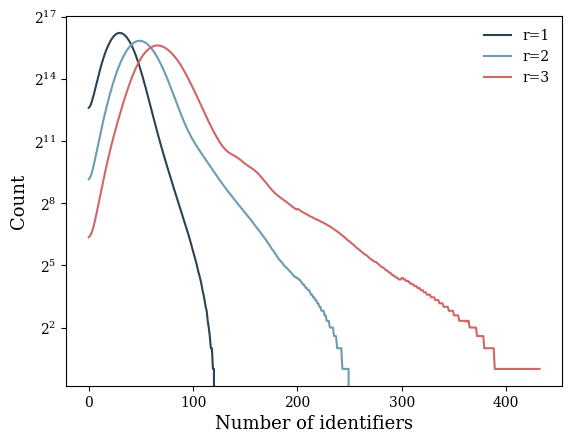 2^17
2^14
2^11
2^8
2^5
2^2
Count
r=1
r=2
r=3
0 100 200 300 400
Number of identifiers